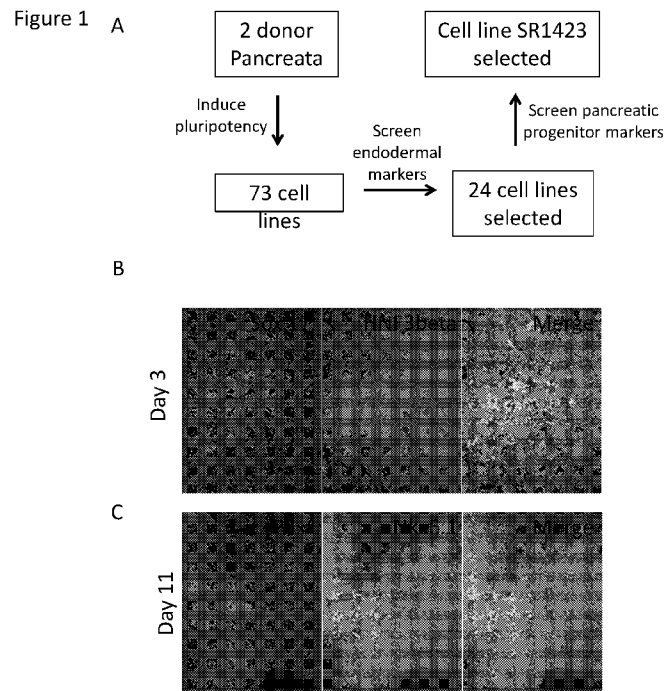 Figure 1
A
2 donor
Pancreata
Cell line SR1423
selected
Induce
pluripotency
Screen pancreatic
progenitor markers
Screen
endodermal
markers
73 cell
lines
24 cell lines
selected
B
Merge
Day 3
C
Merge
Day 11